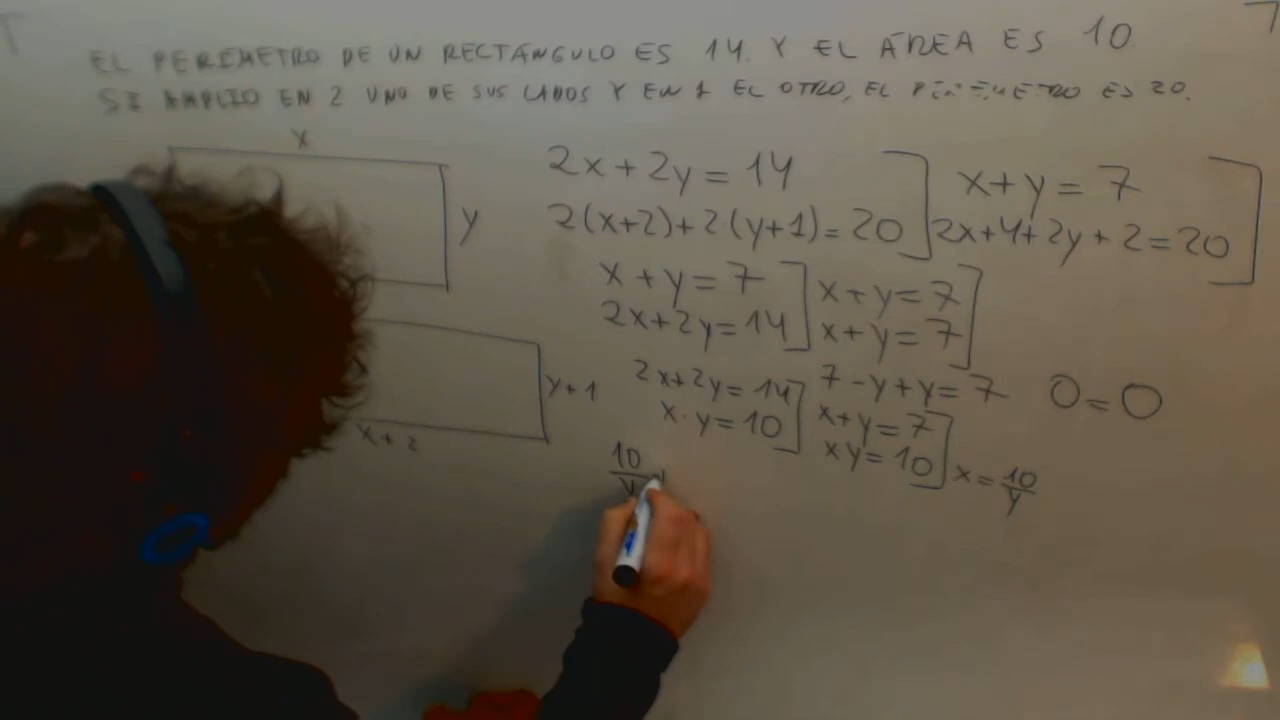 EL PERÍMETRO DE UN RECTÁNGULO ES 14. Y EL ÁREA ES 10.
SI AMPLIO EN 2 UNO DE SUS LADOS Y EN 1 EL OTRO, EL PERÍMETRO ES 20.
x
y
y+1
x+2
2x+2y=14
2(x+2)+2(y+1)=20
x+y=7
2x+4+2y+2=20
x+y=7
2x+2y=14
x+y=7
x+y=7
2x+2y=14
x·y=10
7-y+y=7 0=0
x+y=7
xy=10
x=10/y
10/y